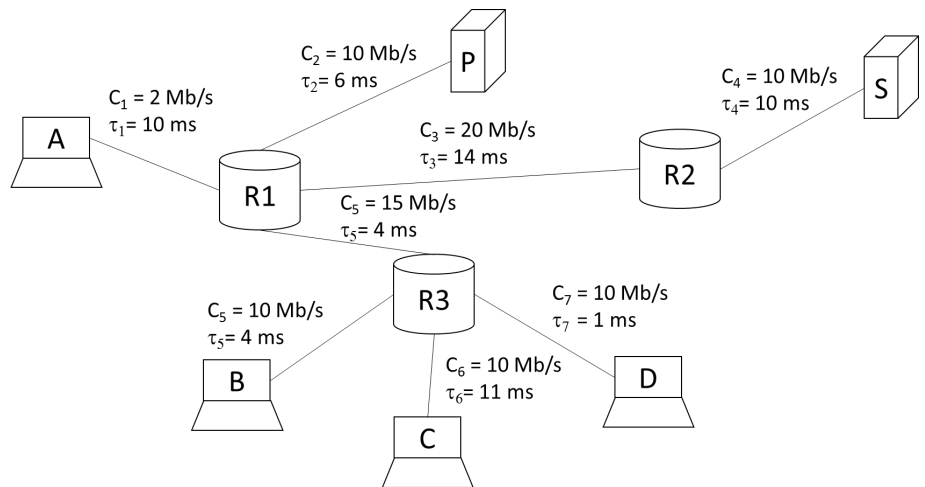 P
C₂ = 10 Mb/s
τ₂= 6 ms
C₄ = 10 Mb/s
τ₄= 10 ms
S
C₁ = 2 Mb/s
τ₁= 10 ms
A
C₃ = 20 Mb/s
τ₃= 14 ms
R1
R2
C₅ = 15 Mb/s
τ₅= 4 ms
R3
C₅ = 10 Mb/s
τ₅= 4 ms
C₇ = 10 Mb/s
τ₇ = 1 ms
B
C₆ = 10 Mb/s
τ₆= 11 ms
D
C